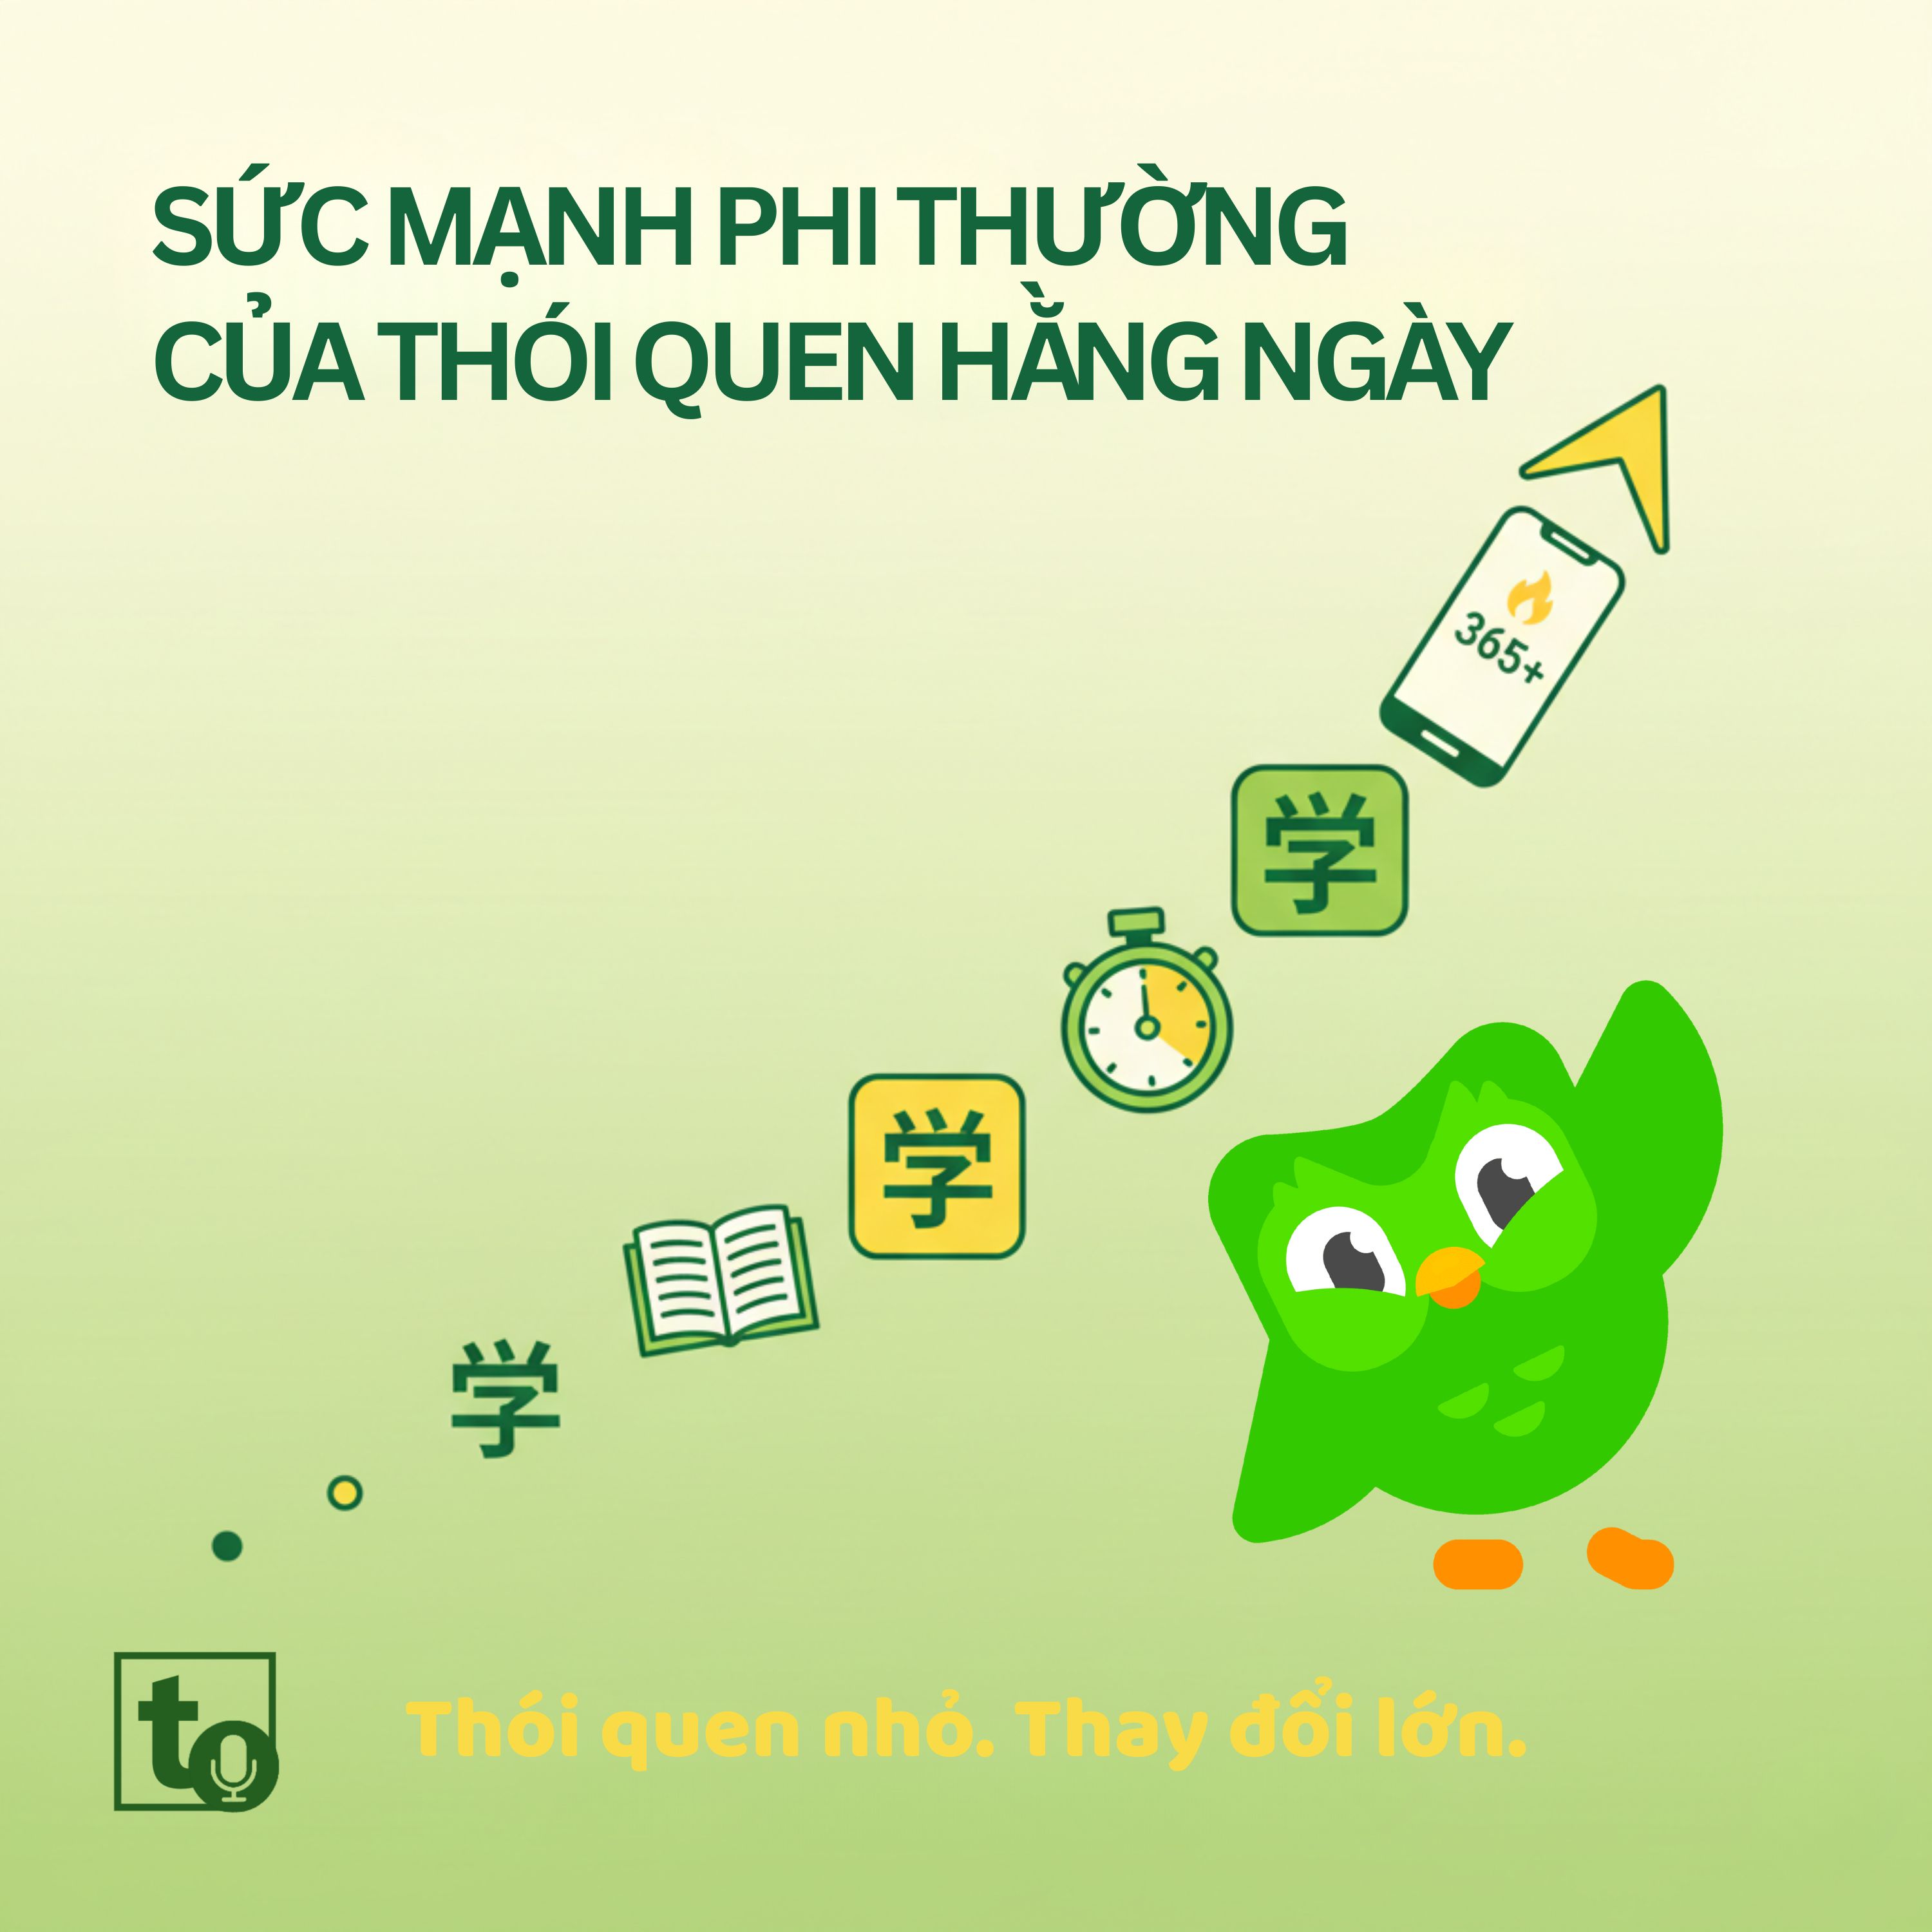 SỨC MẠNH PHI THƯỜNG
CỦA THÓI QUEN HẰNG NGÀY
365+
学
学
学
to
Thói quen nhỏ. Thay đổi lớn.